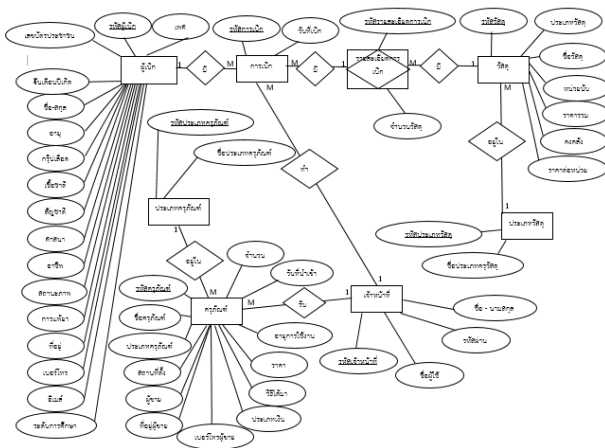 เลขบัตรประชาชน
รหัสผู้เบิก
เพศ
ผู้เบิก
1
มี
M
รหัสการเบิก
วันที่เบิก
การเบิก
M
M
มี
1
รหัสรายละเอียดการเบิก
รายละเอียดการ
เบิก
จำนวนวัสดุ
M
มี
1
รหัสวัสดุ
ประเภทวัสดุ
วัสดุ
ชื่อวัสดุ
หน่วยนับ
ราคารวม
คงคลัง
ราคาต่อหน่วย
M
อยู่ใน
1
ประเภทวัสดุ
รหัสประเภทวัสดุ
ชื่อประเภทครุวัสดุ
วันเดือนปีเกิด
ชื่อ-สกุล
อายุ
กรุ๊ปเลือด
เชื้อชาติ
สัญชาติ
ศาสนา
อาชีพ
สถานะภาพ
การแพ้ยา
ที่อยู่
เบอร์โทร
อีเมล์
ระดับการศึกษา
รหัสประเภทครุภัณฑ์
ชื่อประเภทครุภัณฑ์
ประเภทครุภัณฑ์
1
อยู่ใน
M
ทำ
1
จำนวน
วันที่นำเข้า
รหัสครุภัณฑ์
ครุภัณฑ์
M
รับ
1
เจ้าหน้าที่
ชื่อครุภัณฑ์
ประเภทครุภัณฑ์
สถานที่ตั้ง
ผู้ขาย
ที่อยู่ผู้ขาย
เบอร์โทรผู้ขาย
ประเภทเงิน
วิธีได้มา
ราคา
อายุการใช้งาน
ชื่อ - นามสกุล
รหัสผ่าน
ชื่อผู้ใช้
รหัสเจ้าหน้าที่